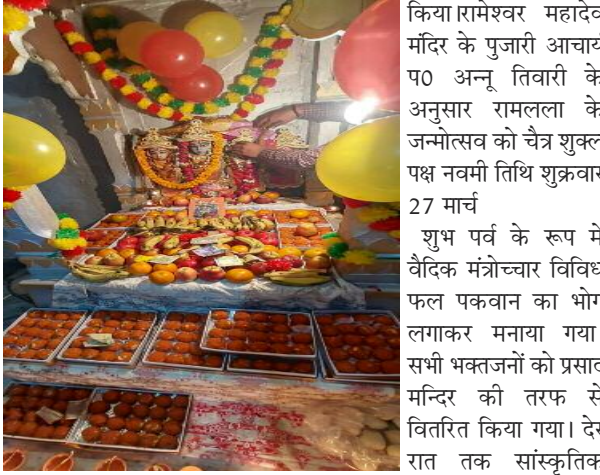 किया।रामेश्वर महादेव
मंदिर के पुजारी आचार्य
प0 अन्नू तिवारी के
अनुसार रामलला के
जन्मोत्सव को चैत्र शुक्ल
पक्ष नवमी तिथि शुक्रवार
27 मार्च
शुभ पर्व के रूप में
वैदिक मंत्रोच्चार विविध
फल पकवान का भोग
लगाकर मनाया गया
सभी भक्तजनों को प्रसाद
मन्दिर की तरफ से
वितरित किया गया। देर
रात तक सांस्कृतिक